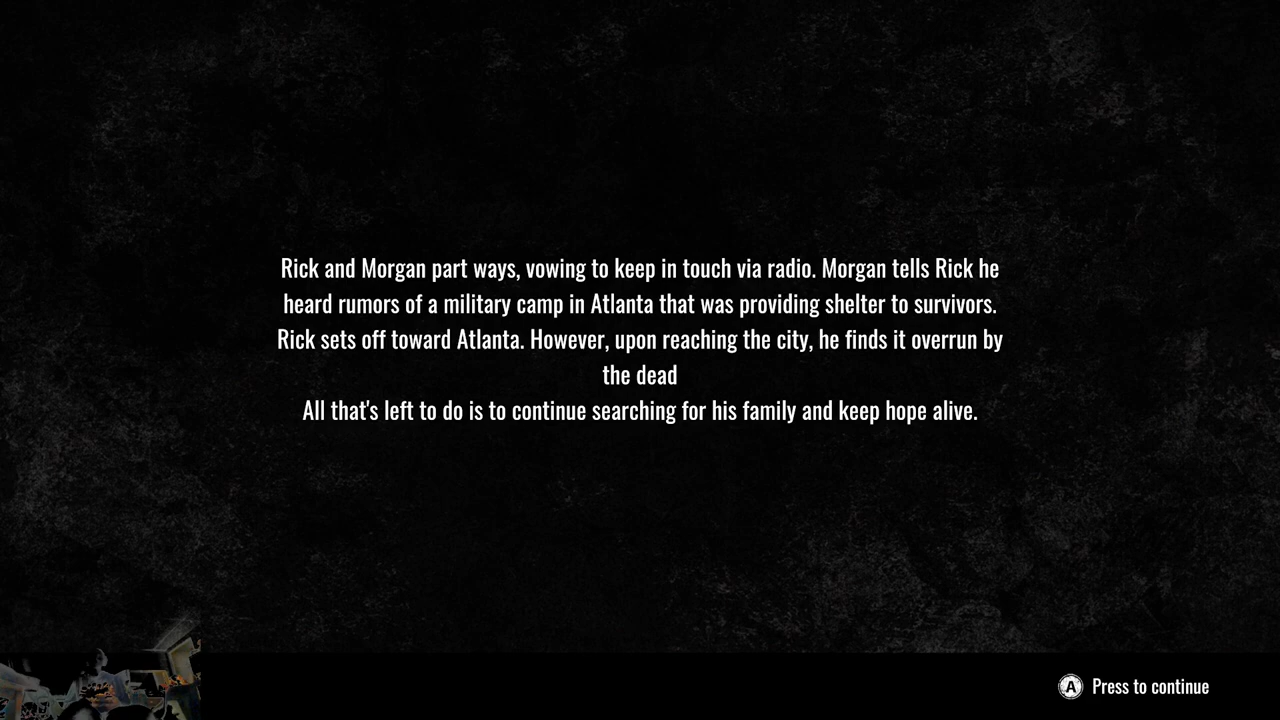 Rick and Morgan part ways, vowing to keep in touch via radio. Morgan tells Rick he
heard rumors of a military camp in Atlanta that was providing shelter to survivors.
Rick sets off toward Atlanta. However, upon reaching the city, he finds it overrun by
the dead
All that's left to do is to continue searching for his family and keep hope alive.
A Press to continue